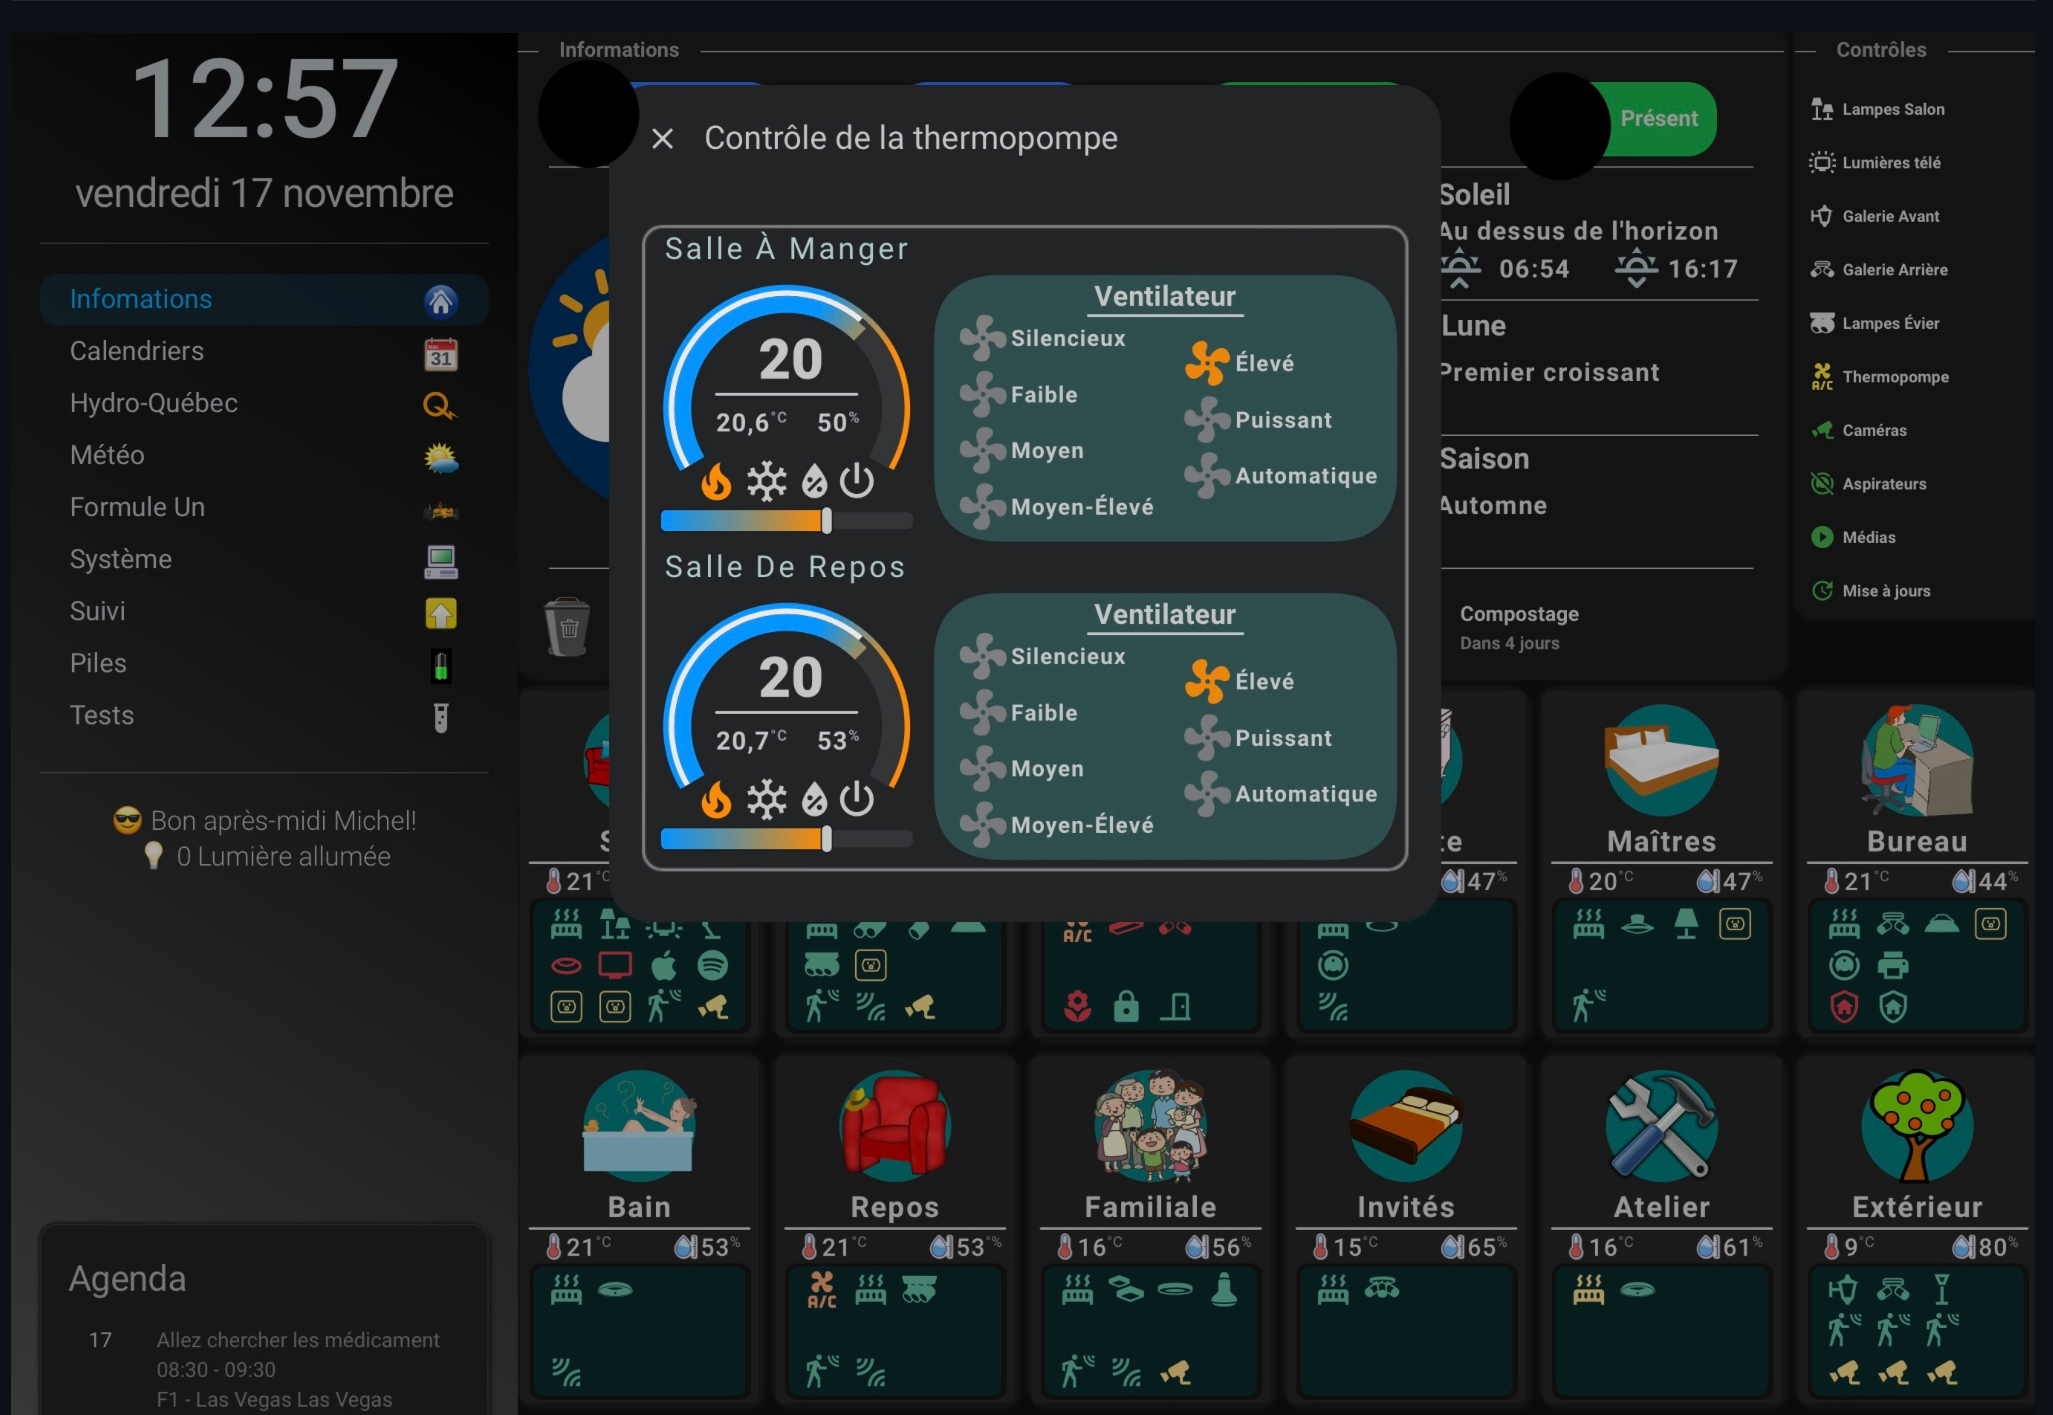 12:57
vendredi 17 novembre
Infomations
Calendriers
31
Hydro-Québec
Météo
Formule Un
Système
Suivi
Piles
Tests
😎 Bon après-midi Michel!
0 Lumière allumée
Agenda
17
Allez chercher les médicament
08:30 - 09:30
F1 - Las Vegas Las Vegas
Informations
Présent
Contrôle de la thermopompe
Salle À Manger
20
20,6°C 50%
Ventilateur
Silencieux
Faible
Moyen
Moyen-Élevé
Élevé
Puissant
Automatique
Salle De Repos
20
20,7°C 53%
Ventilateur
Silencieux
Faible
Moyen
Moyen-Élevé
Élevé
Puissant
Automatique
Soleil
Au dessus de l'horizon
06:54 16:17
Lune
Premier croissant
Saison
Automne
Compostage
Dans 4 jours
Contrôles
Lampes Salon
Lumières télé
Galerie Avant
Galerie Arrière
Lampes Évier
A/C Thermopompe
Caméras
Aspirateurs
Médias
Mise à jours
S
21°C
A/C
te
47%
Maîtres
20°C 47%
Bureau
21°C 44%
Bain
21°C 53%
Repos
21°C 53%
A/C
Familiale
16°C 56%
Invités
15°C 65%
Atelier
16°C 61%
Extérieur
9°C 80%